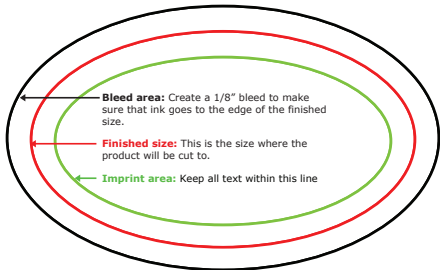 Bleed area: Create a 1/8” bleed to make
sure that ink goes to the edge of the finished
size.
Finished size: This is the size where the
product will be cut to.
Imprint area: Keep all text within this line